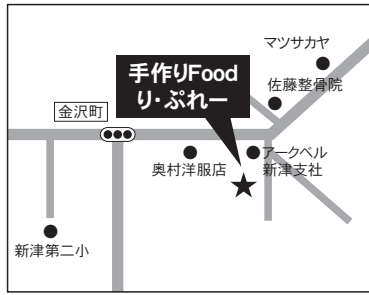 マツサカヤ
手作りFood
り・ぷれー
佐藤整骨院
金沢町
奥村洋服店
アークベル
新津支社
新津第二小